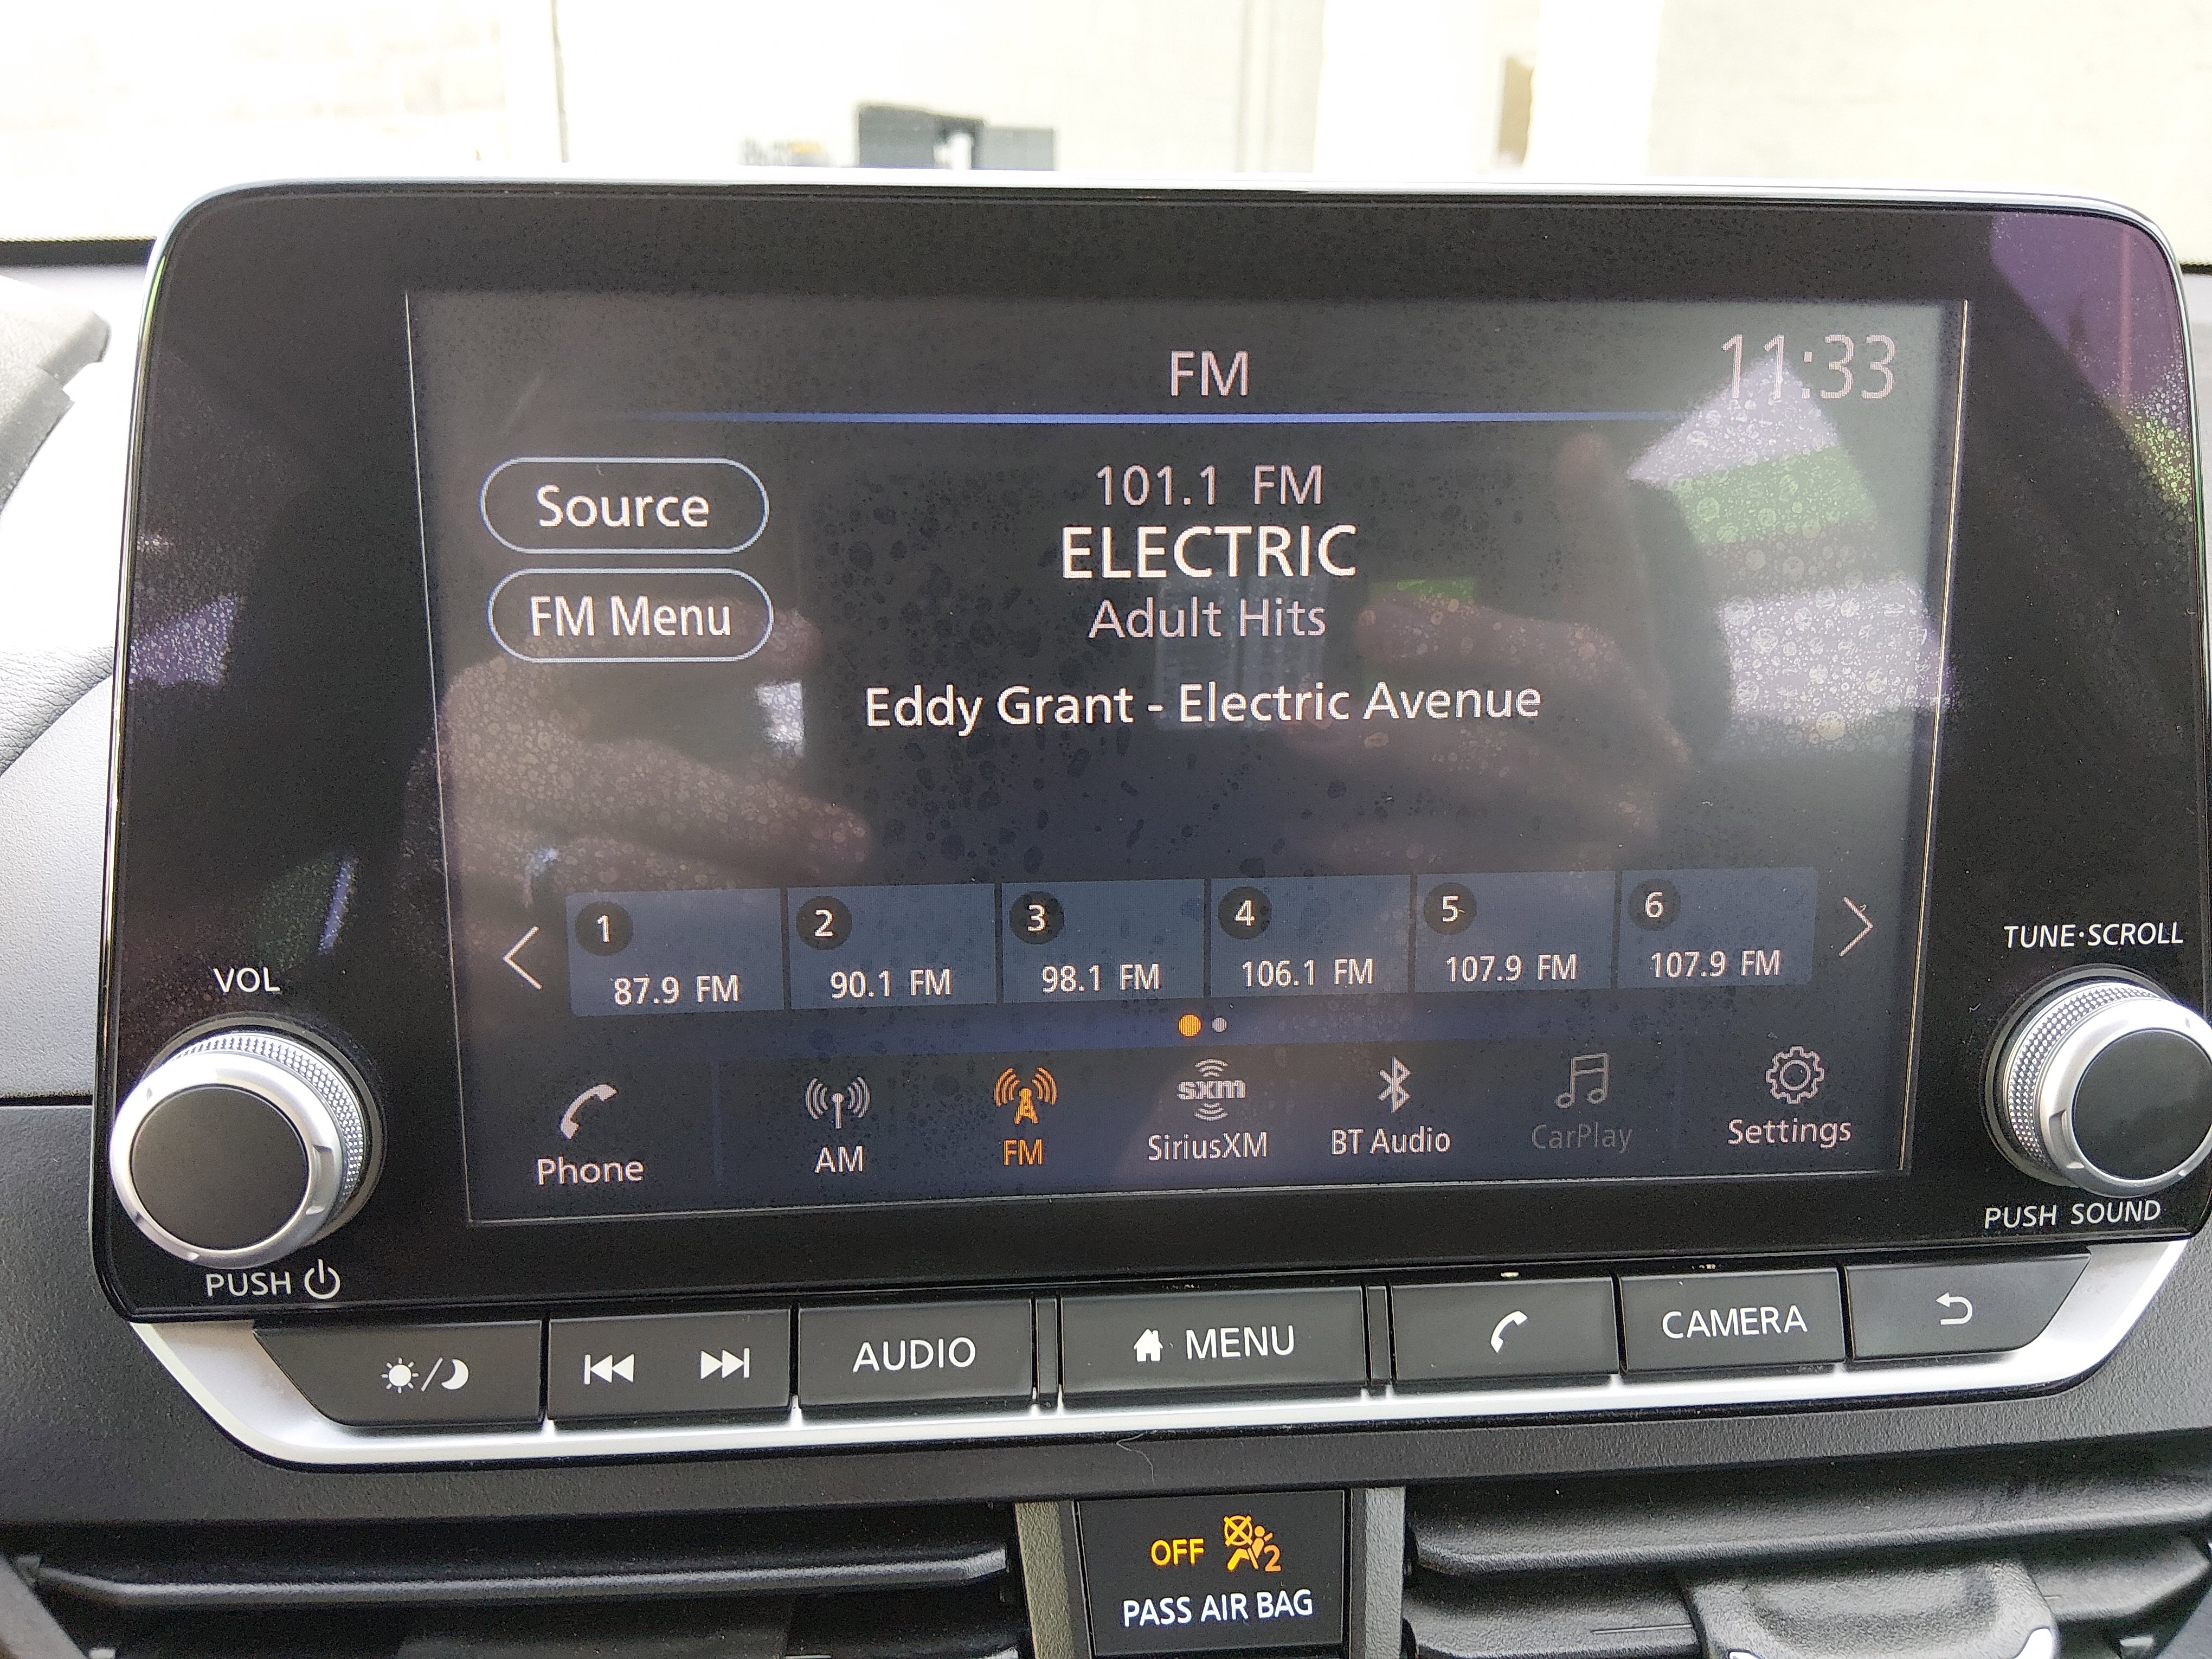 FM
11:33
Source
FM Menu
101.1 FM
ELECTRIC
Adult Hits
Eddy Grant - Electric Avenue
1 2 3 4 5 6
87.9 FM 90.1 FM 98.1 FM 106.1 FM 107.9 FM 107.9 FM
VOL
TUNE·SCROLL
sxm
Phone AM FM SiriusXM BT Audio CarPlay Settings
PUSH
PUSH SOUND
AUDIO MENU CAMERA
OFF 2
PASS AIR BAG